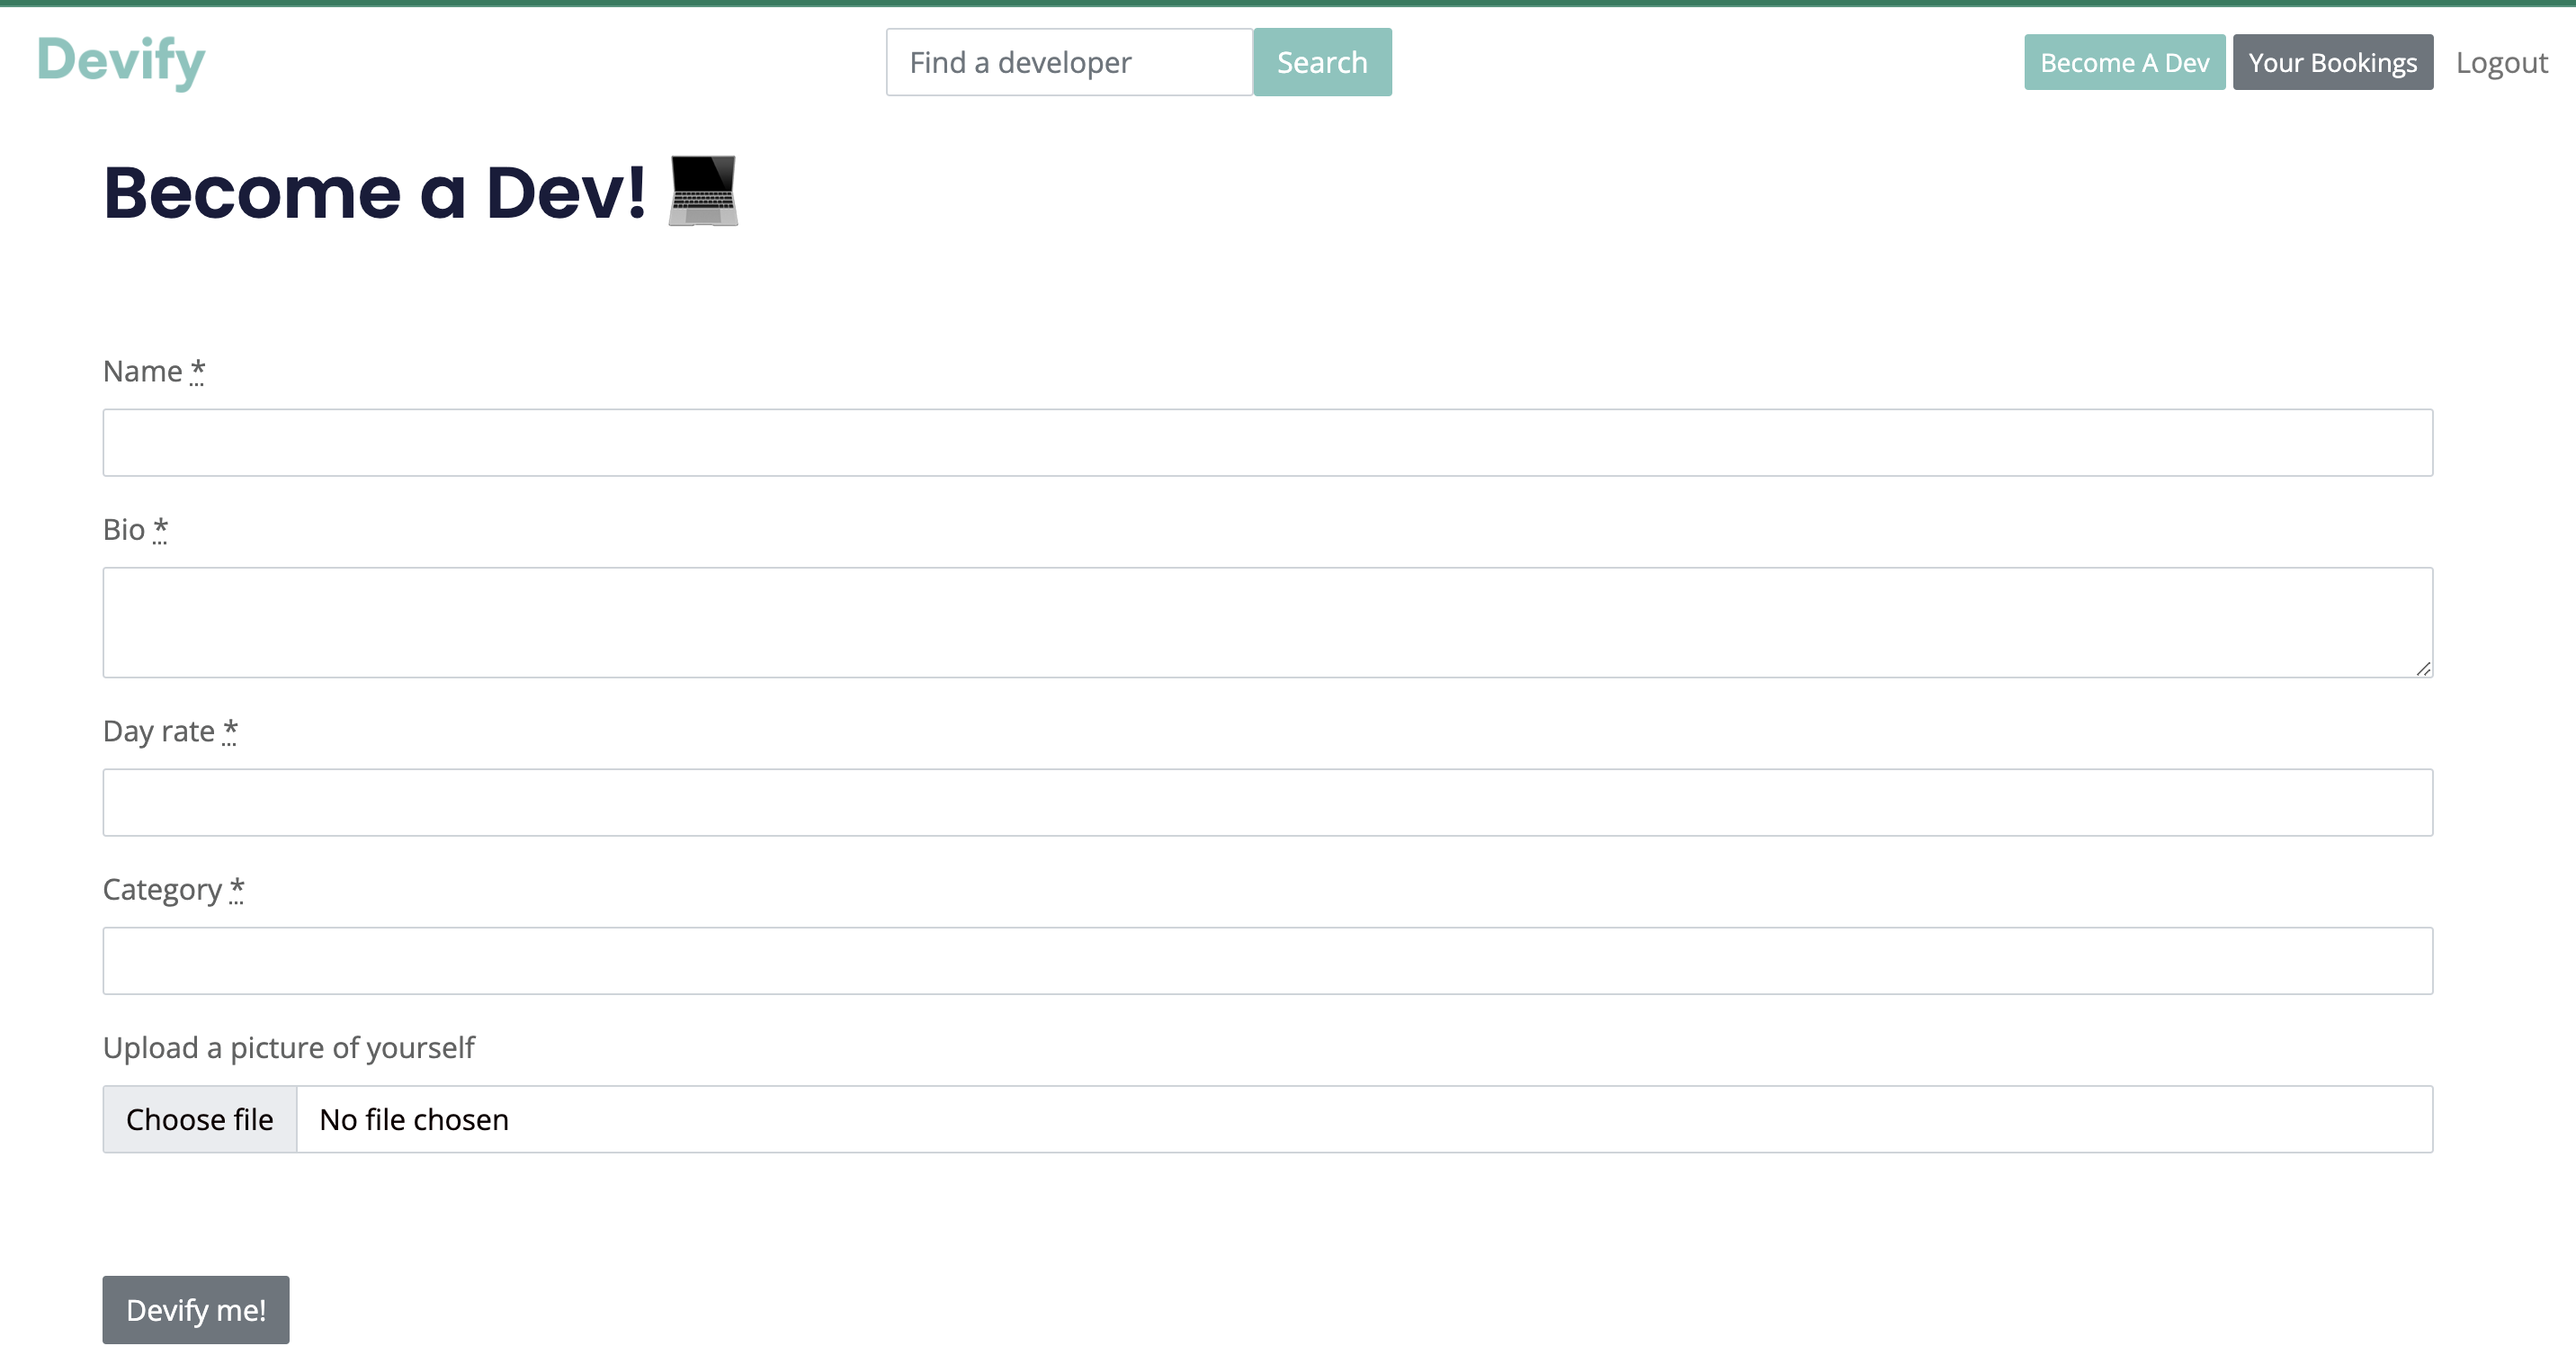 Devify
Find a developer
Search
Become A Dev
Your Bookings
Logout
Become a Dev! 💻
Name *
Bio *
Day rate *
Category *
Upload a picture of yourself
Choose file No file chosen
Devify me!